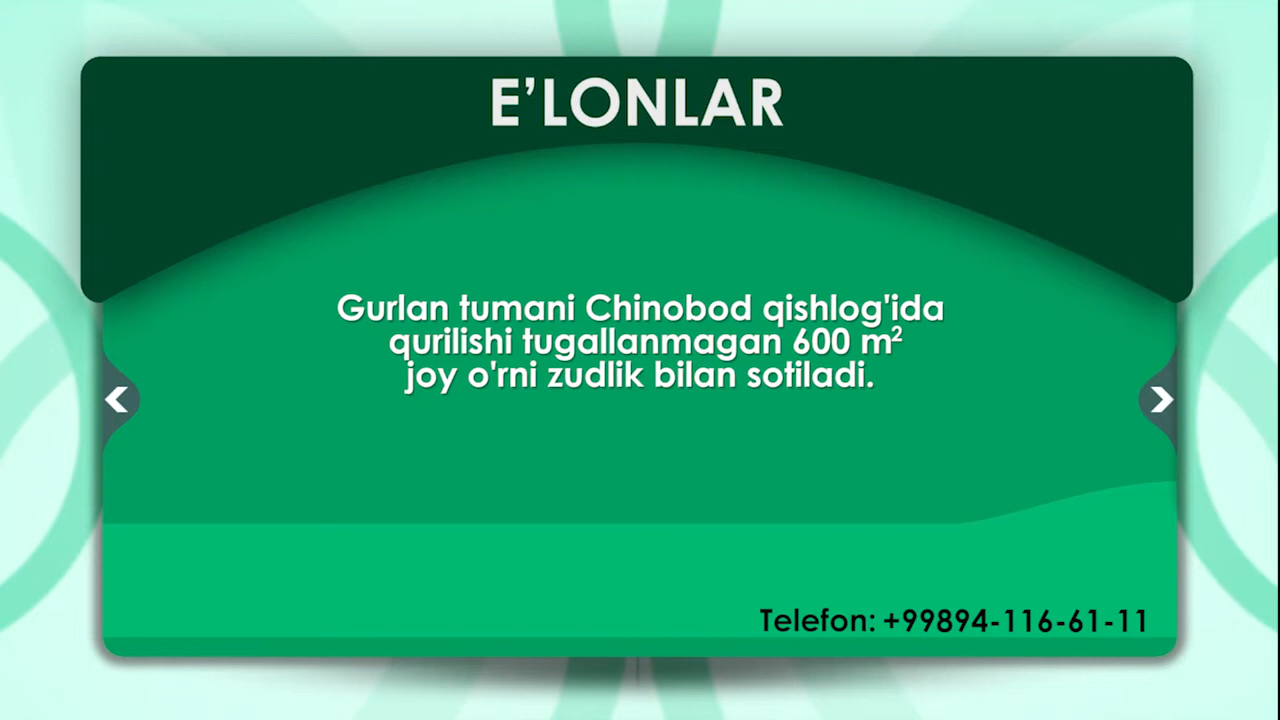 E’LONLAR
Gurlan tumani Chinobod qishlog'ida
qurilishi tugallanmagan 600 m²
joy o'rni zudlik bilan sotiladi.
Telefon: +99894-116-61-11